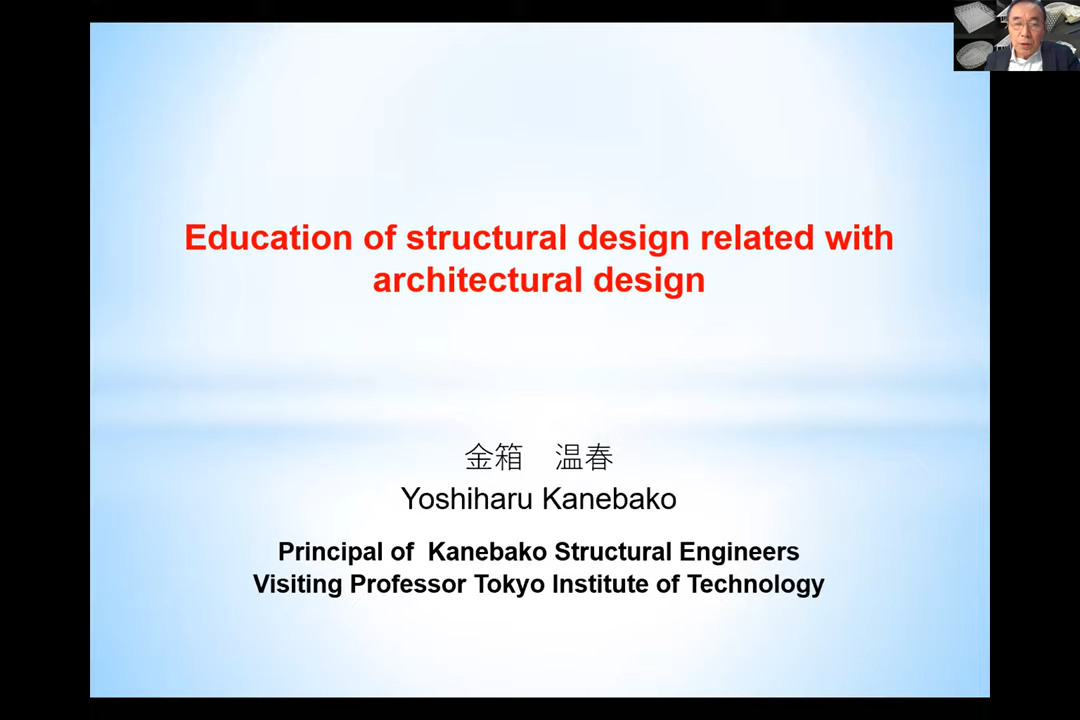 Education of structural design related with
architectural design
金箱　温春
Yoshiharu Kanebako
Principal of  Kanebako Structural Engineers
Visiting Professor Tokyo Institute of Technology